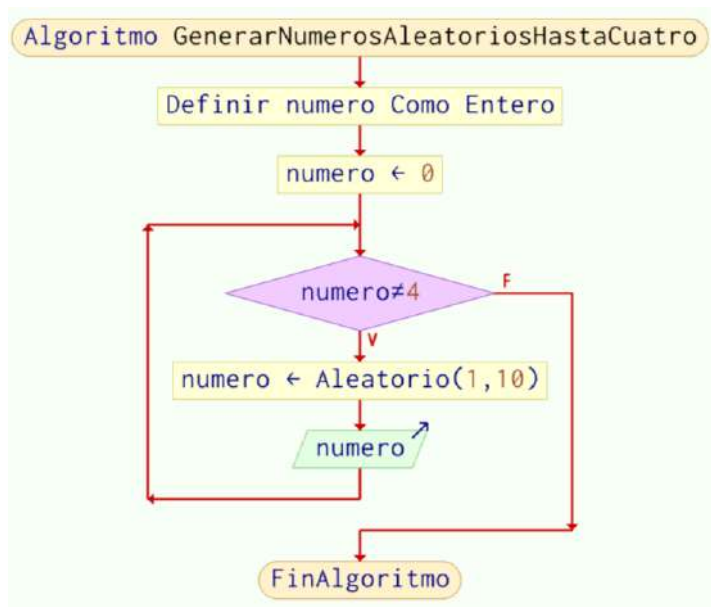 Algoritmo GenerarNumerosAleatoriosHastaCuatro
Definir numero Como Entero
numero ← 0
numero≠4
F
V
numero ← Aleatorio(1,10)
numero
FinAlgoritmo